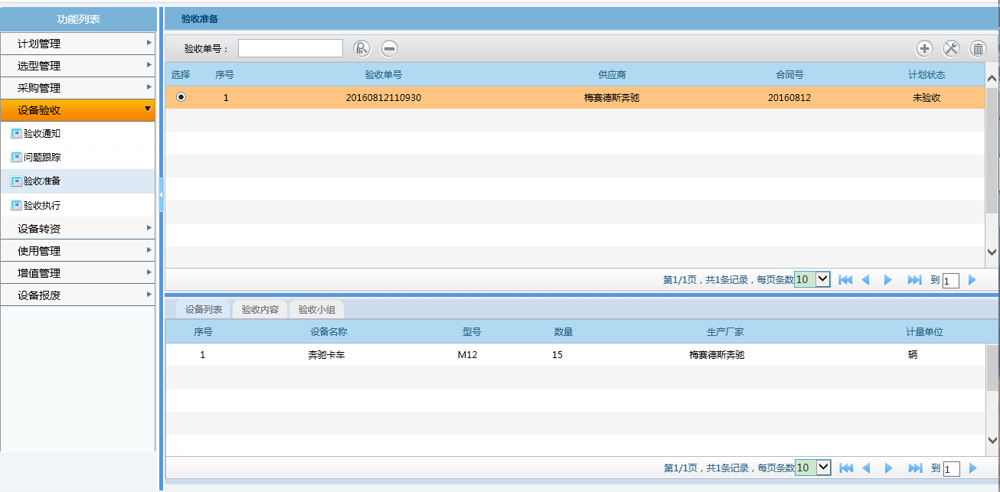 功能列表
计划管理
选型管理
采购管理
设备验收
验收通知
问题跟踪
验收准备
验收执行
设备转资
使用管理
增值管理
设备报废
验收准备
验收单号：
选择 序号 验收单号 供应商 合同号 计划状态
1 20160812110930 梅赛德斯奔驰 20160812 未验收
第1/1页，共1条记录，每页条数 10 到 1
设备列表 验收内容 验收小组
序号 设备名称 型号 数量 生产厂家 计量单位
1 奔驰卡车 M12 15 梅赛德斯奔驰 辆
第1/1页，共1条记录，每页条数 10 到 1